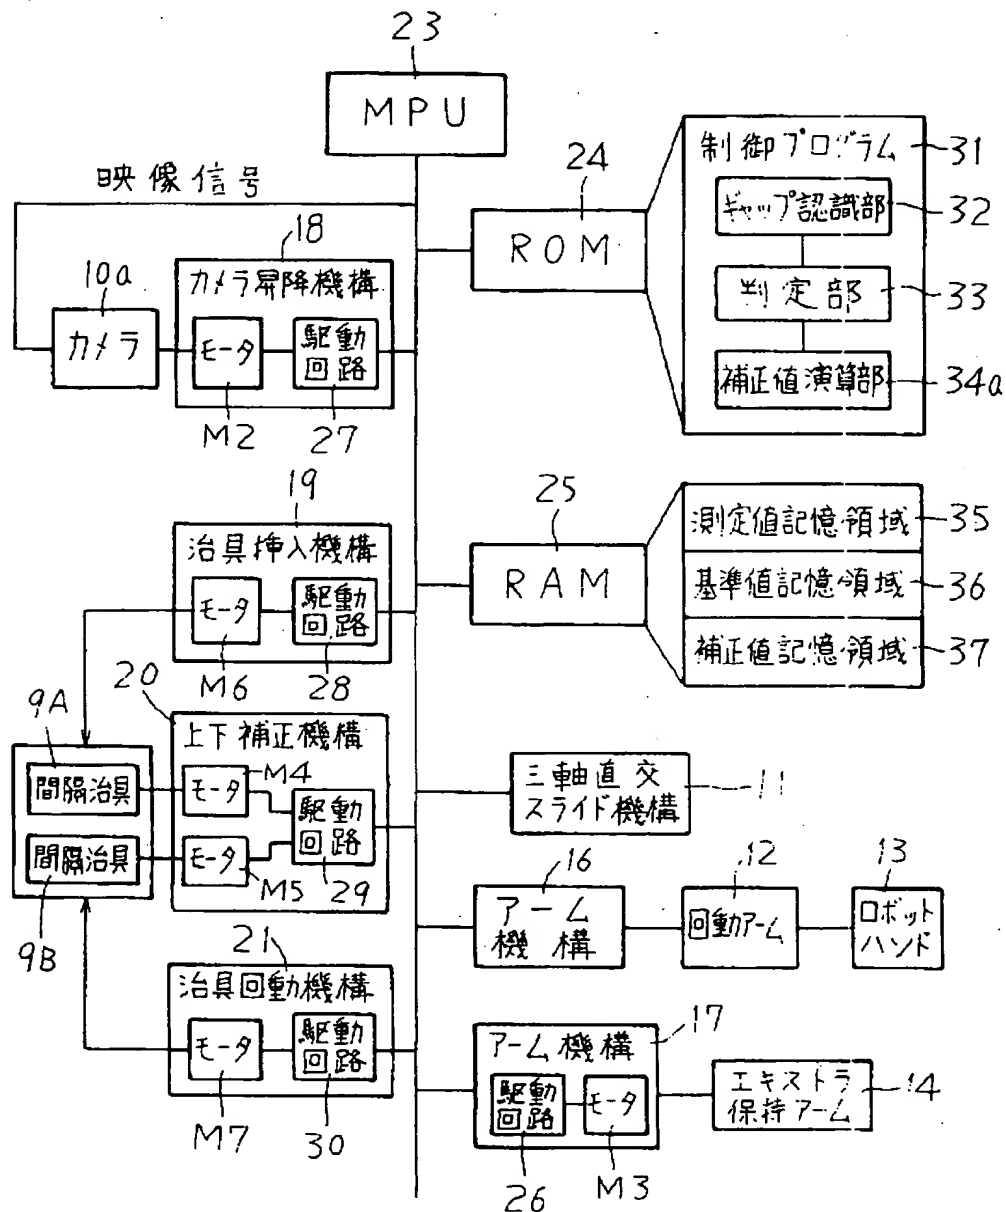 23
MPU
映像信号
24
ROM
制御プログラム
31
ギャップ認識部
32
判定部
33
補正値演算部
34a
18
カメラ昇降機構
10a
カメラ
モータ
駆動
回路
M2
27
25
RAM
測定値記憶領域
35
基準値記憶領域
36
補正値記憶領域
37
19
治具挿入機構
モータ
駆動
回路
M6
28
20
上下補正機構
9A
間隔治具
モータ
M4
駆動
回路
間隔治具
モータ
9B
M5
29
三軸直交
スライド機構
11
16
アーム
機構
12
回動アーム
13
ロボット
ハンド
21
治具回動機構
モータ
駆動
回路
M7
30
17
アーム機構
駆動
回路
モータ
26
M3
エキストラ
保持アーム
14